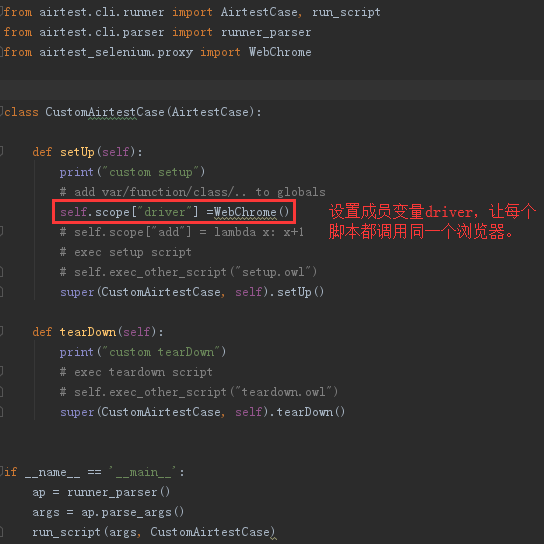 from airtest.cli.runner import AirtestCase, run_script
from airtest.cli.parser import runner_parser
from airtest_selenium.proxy import WebChrome
class CustomAirtestCase(AirtestCase):
def setUp(self):
print("custom setup")
# add var/function/class/.. to globals
self.scope["driver"] =WebChrome()
设置成员变量driver，让每个
# self.scope["add"] = lambda x: x+1
脚本都调用同一个浏览器。
# exec setup script
# self.exec_other_script("setup.owl")
super(CustomAirtestCase, self).setUp()
def tearDown(self):
print("custom tearDown")
# exec teardown script
# self.exec_other_script("teardown.owl")
super(CustomAirtestCase, self).tearDown()
if __name__ == '__main__':
ap = runner_parser()
args = ap.parse_args()
run_script(args, CustomAirtestCase)